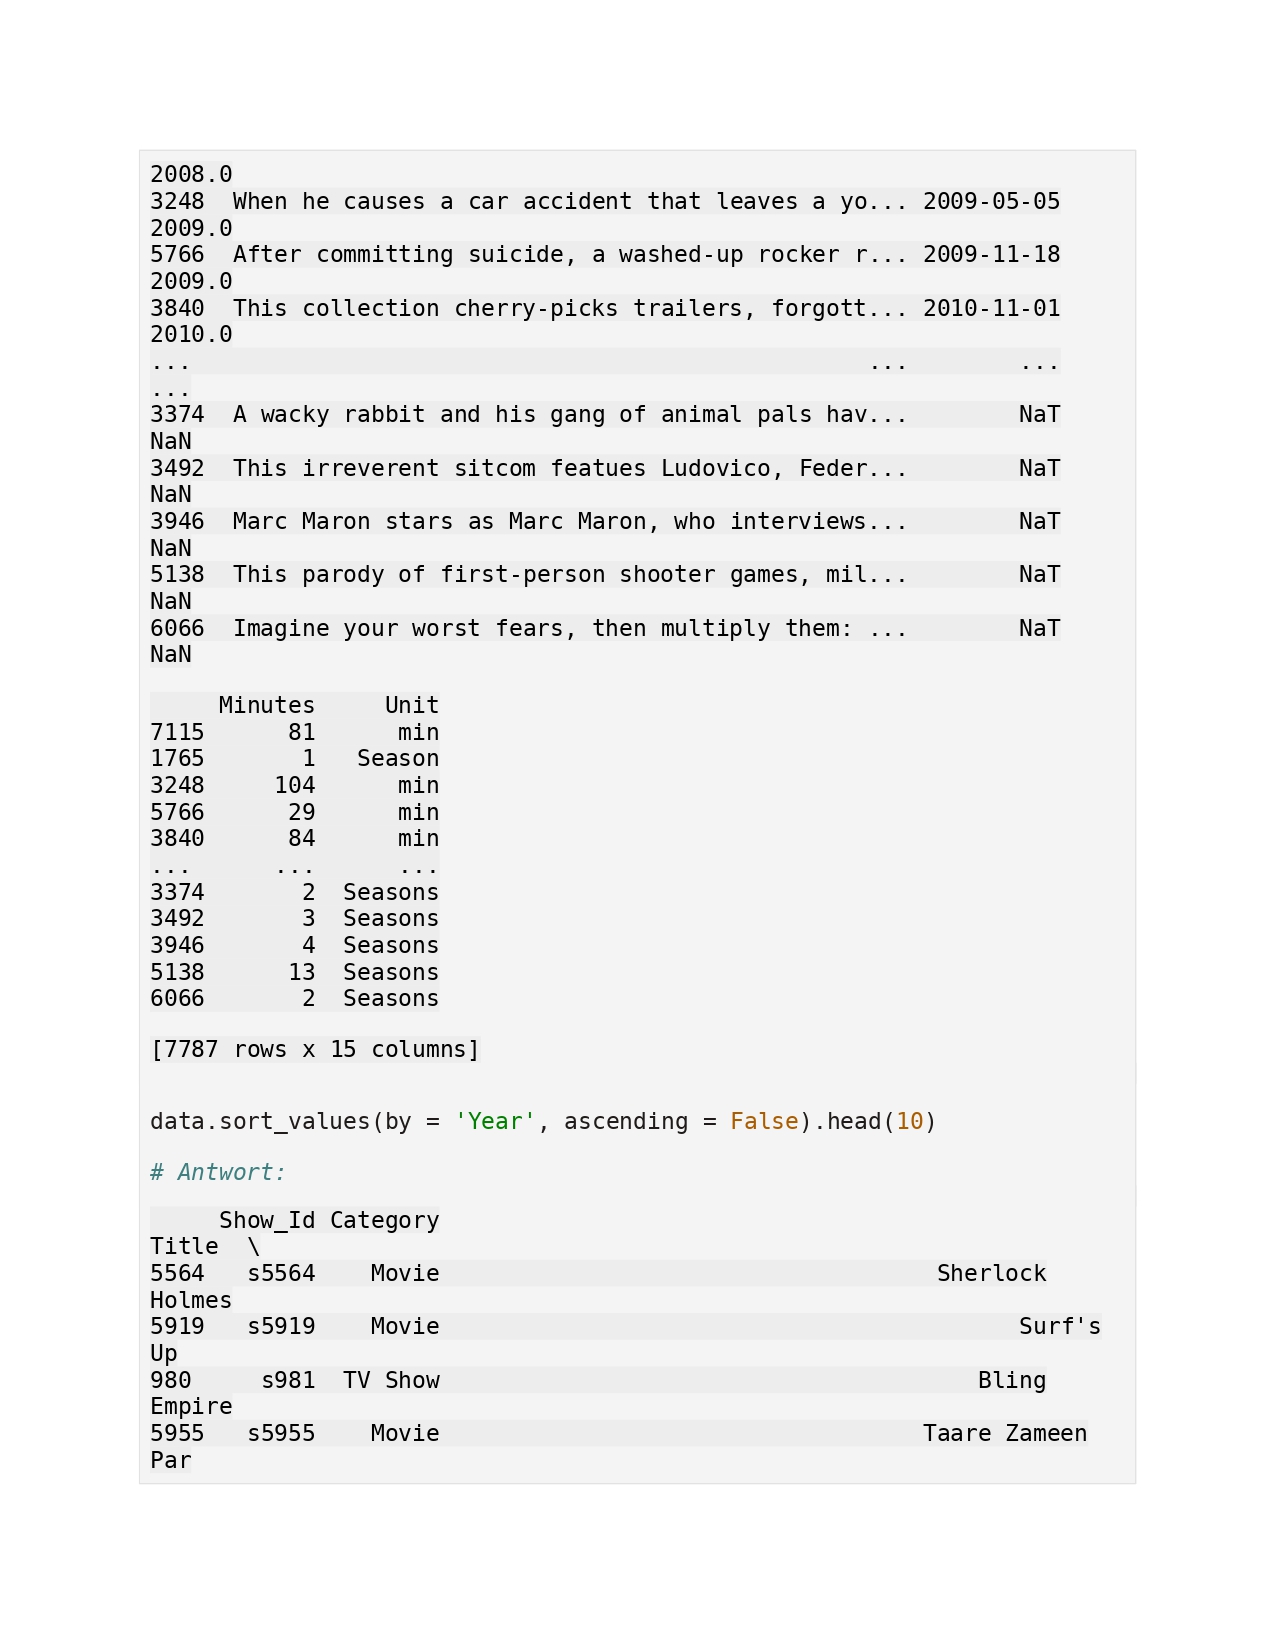 2008.0
3248  When he causes a car accident that leaves a yo... 2009-05-05
2009.0
5766  After committing suicide, a washed-up rocker r... 2009-11-18
2009.0
3840  This collection cherry-picks trailers, forgott... 2010-11-01
2010.0
...                                                 ...        ...
...
3374  A wacky rabbit and his gang of animal pals hav...        NaT
NaN
3492  This irreverent sitcom featues Ludovico, Feder...        NaT
NaN
3946  Marc Maron stars as Marc Maron, who interviews...        NaT
NaN
5138  This parody of first-person shooter games, mil...        NaT
NaN
6066  Imagine your worst fears, then multiply them: ...        NaT
NaN
     Minutes     Unit
7115      81      min
1765       1   Season
3248     104      min
5766      29      min
3840      84      min
...      ...      ...
3374       2  Seasons
3492       3  Seasons
3946       4  Seasons
5138      13  Seasons
6066       2  Seasons
[7787 rows x 15 columns]
data.sort_values(by = 'Year', ascending = False).head(10)
# Antwort:
     Show_Id Category
Title  \
5564   s5564    Movie                                    Sherlock
Holmes
5919   s5919    Movie                                          Surf's
Up
980     s981  TV Show                                       Bling
Empire
5955   s5955    Movie                                   Taare Zameen
Par